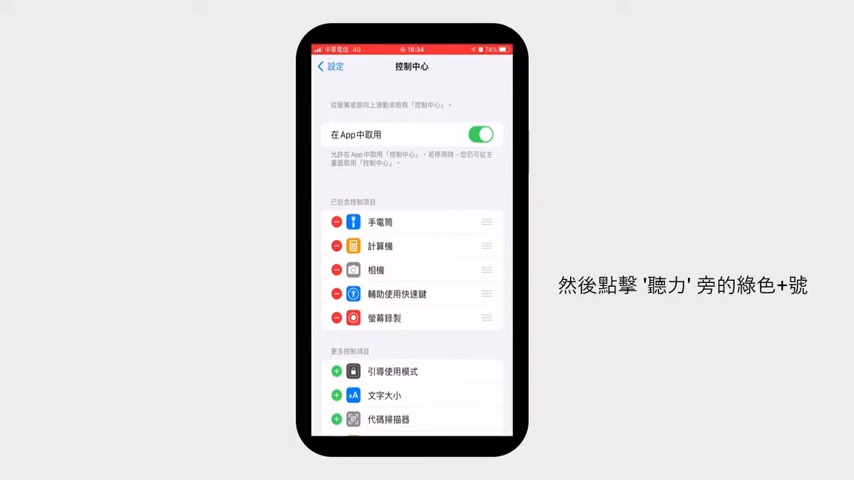 中華電信 4G 18:34 74%
設定 控制中心
從螢幕底部向上滑動來檢視「控制中心」。
在App中取用
允許在App中取用「控制中心」。若停用時，您仍可從主
畫面取用「控制中心」。
已包含控制項目
手電筒
計算機
相機
輔助使用快速鍵
螢幕錄製
然後點擊 '聽力' 旁的綠色+號
更多控制項目
引導使用模式
文字大小
代碼掃描器